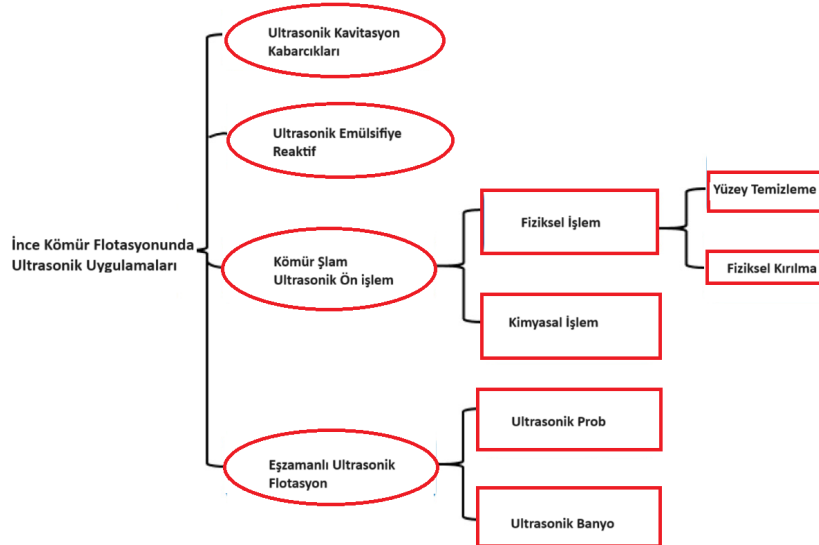 İnce Kömür Flotasyonunda
Ultrasonik Uygulamaları
Ultrasonik Kavitasyon
Kabarcıkları
Ultrasonik Emülsifiye
Reaktif
Kömür Şlam
Ultrasonik Ön işlem
Fiziksel İşlem
Yüzey Temizleme
Fiziksel Kırılma
Kimyasal İşlem
Eşzamanlı Ultrasonik
Flotasyon
Ultrasonik Prob
Ultrasonik Banyo